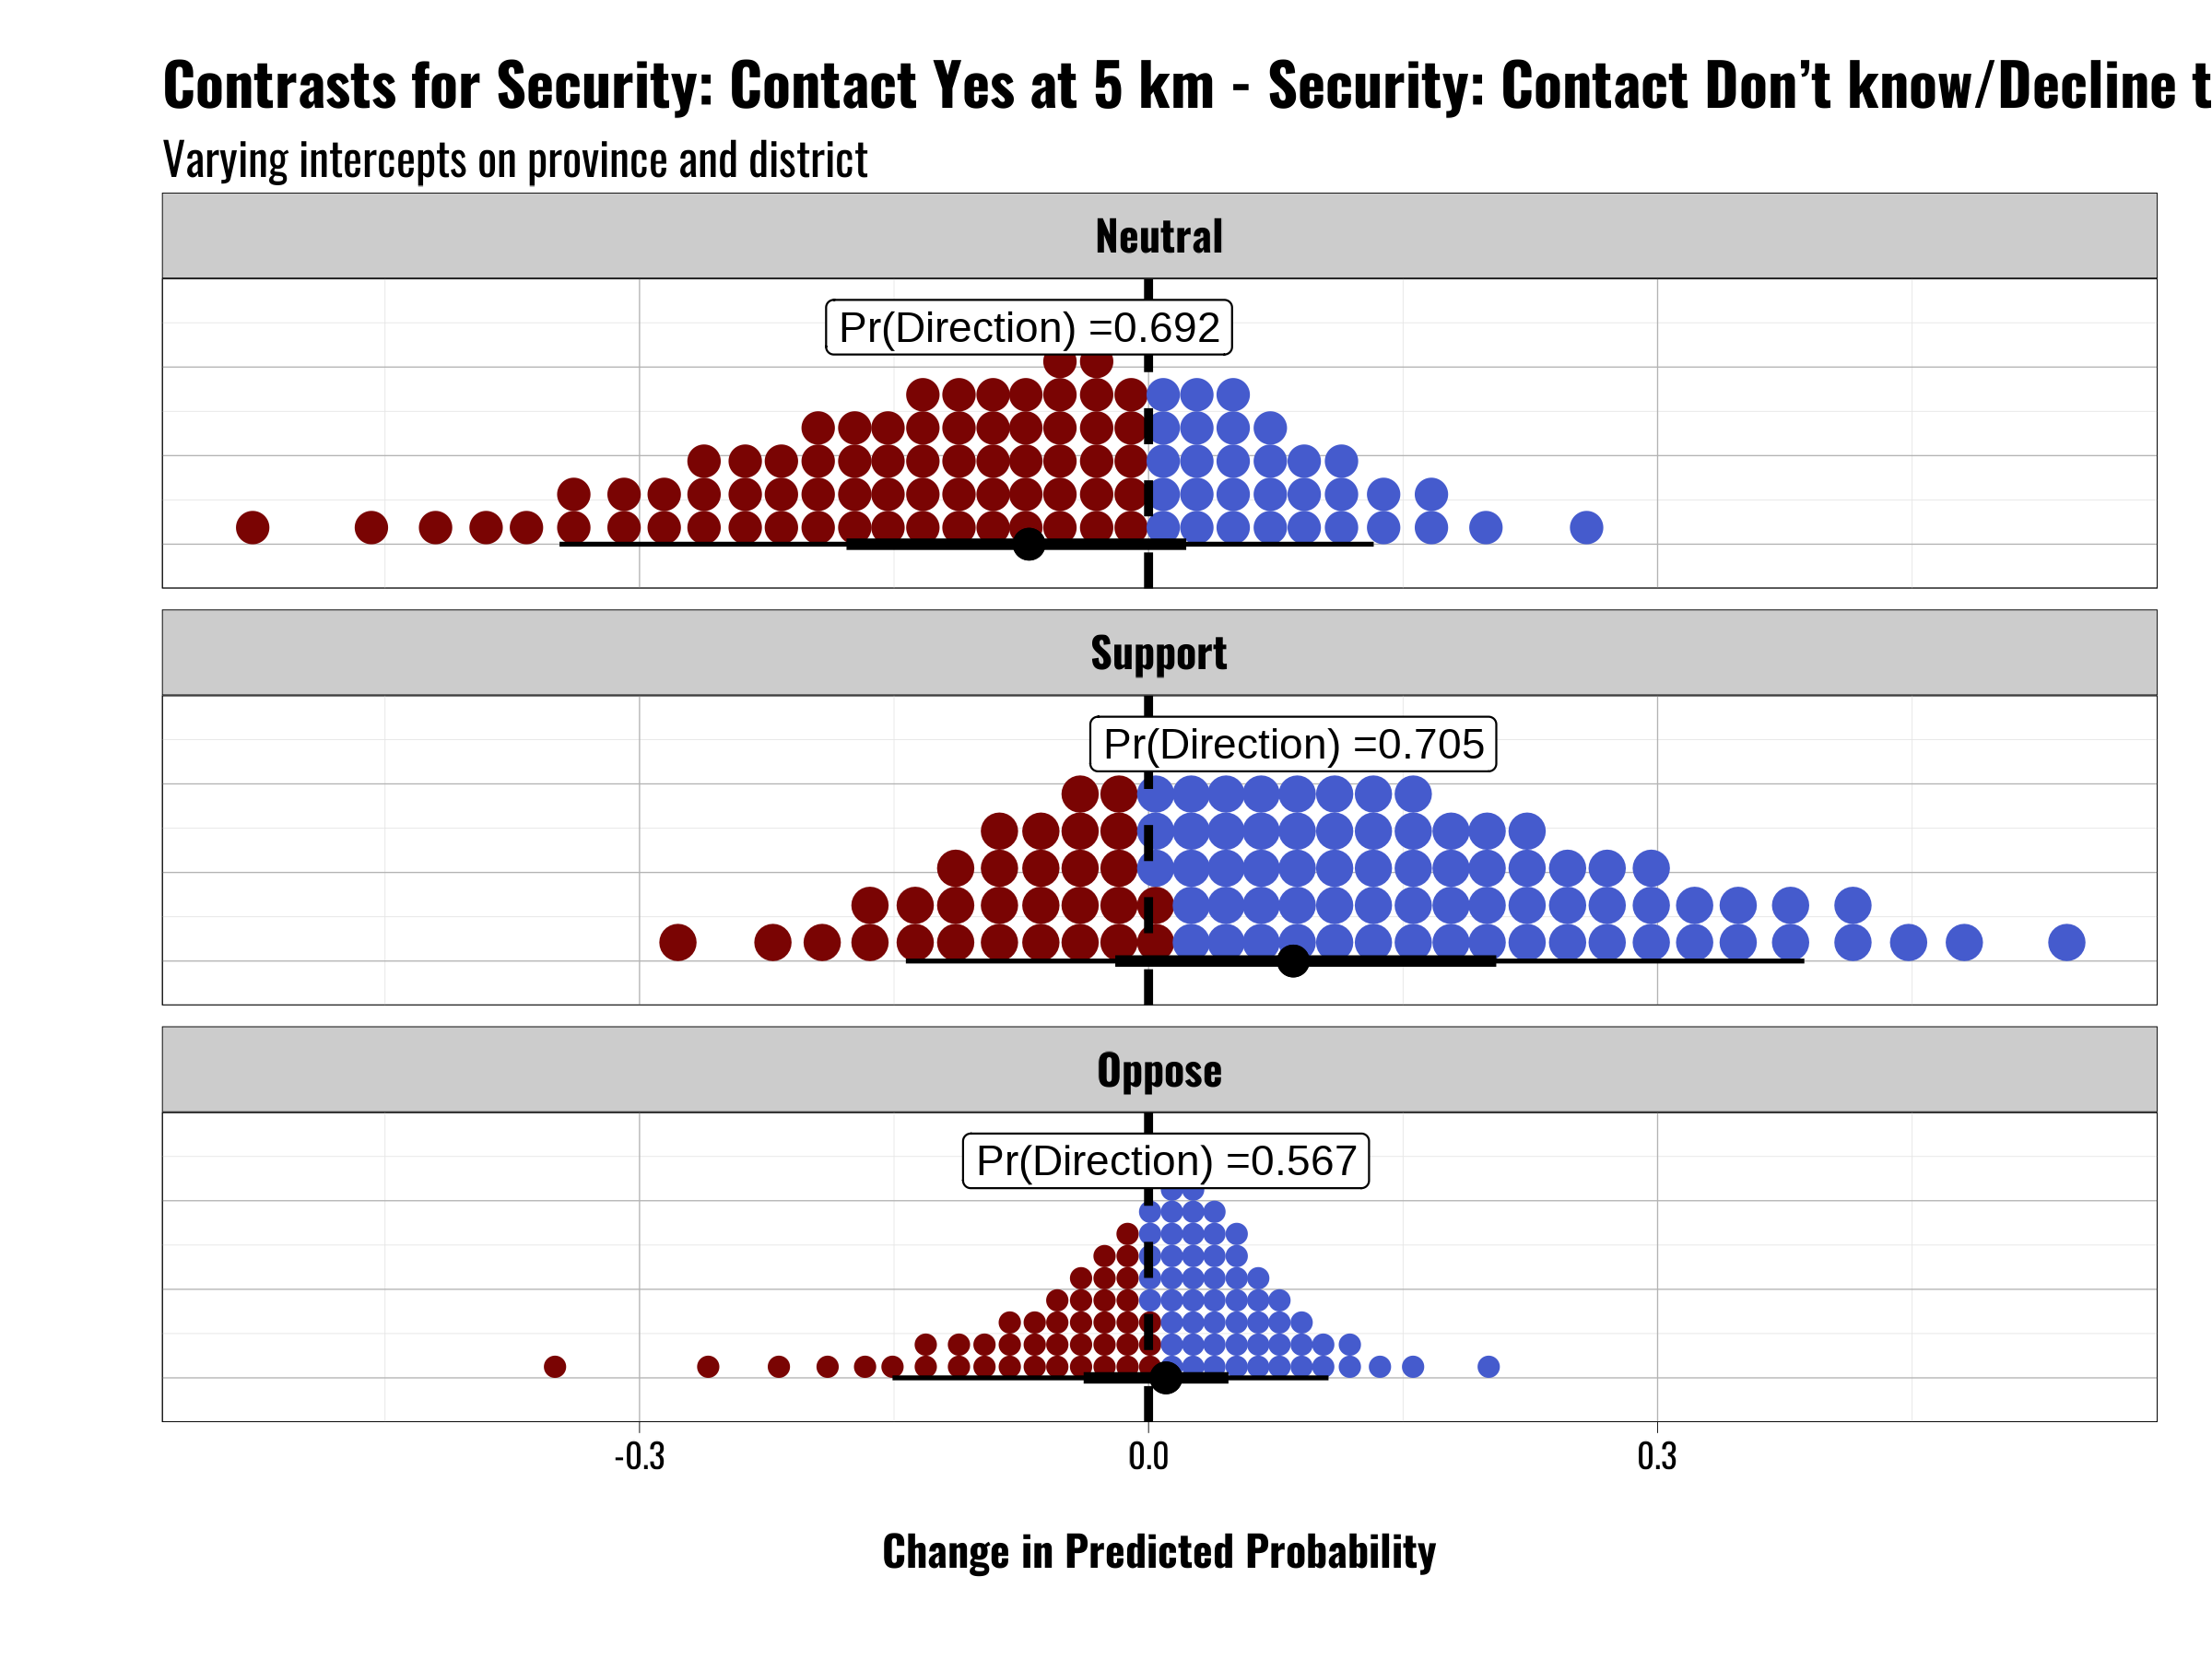 Contrasts for Security: Contact Yes at 5 km - Security: Contact Don’t know/Decline t
Varying intercepts on province and district
Neutral
Pr(Direction) =0.692
Support
Pr(Direction) =0.705
Oppose
Pr(Direction) =0.567
-0.3 0.0 0.3
Change in Predicted Probability